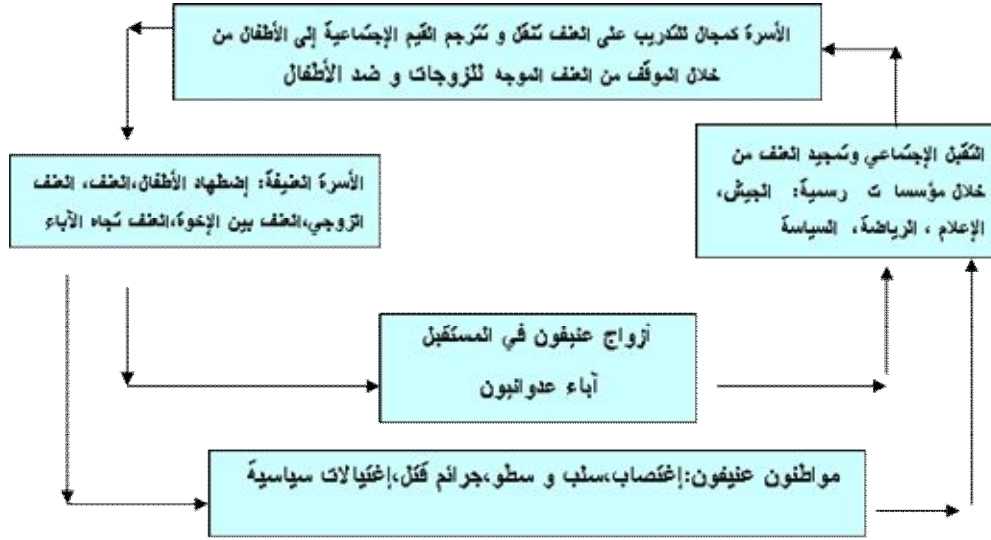 الأسرة كمجال للتدريب على العنف تنقل و تترجم القيم الإجتماعية إلى الأطفال من
خلال الموقف من العنف الموجه للزوجات و ضد الأطفال
التقبل الإجتماعي وتمجيد العنف من
خلال مؤسسا ت رسمية: الجيش،
الإعلام ، الرياضة، السياسة
الأسرة العنيفة: إضطهاد الأطفال،العنف، العنف
الزوجي،العنف بين الإخوة،العنف تجاه الآباء
أزواج عنيفون في المستقبل
آباء عدوانيون
مواطنون عنيفون:إغتصاب،سلب و سطو،جرائم قتل،إغتيالات سياسية